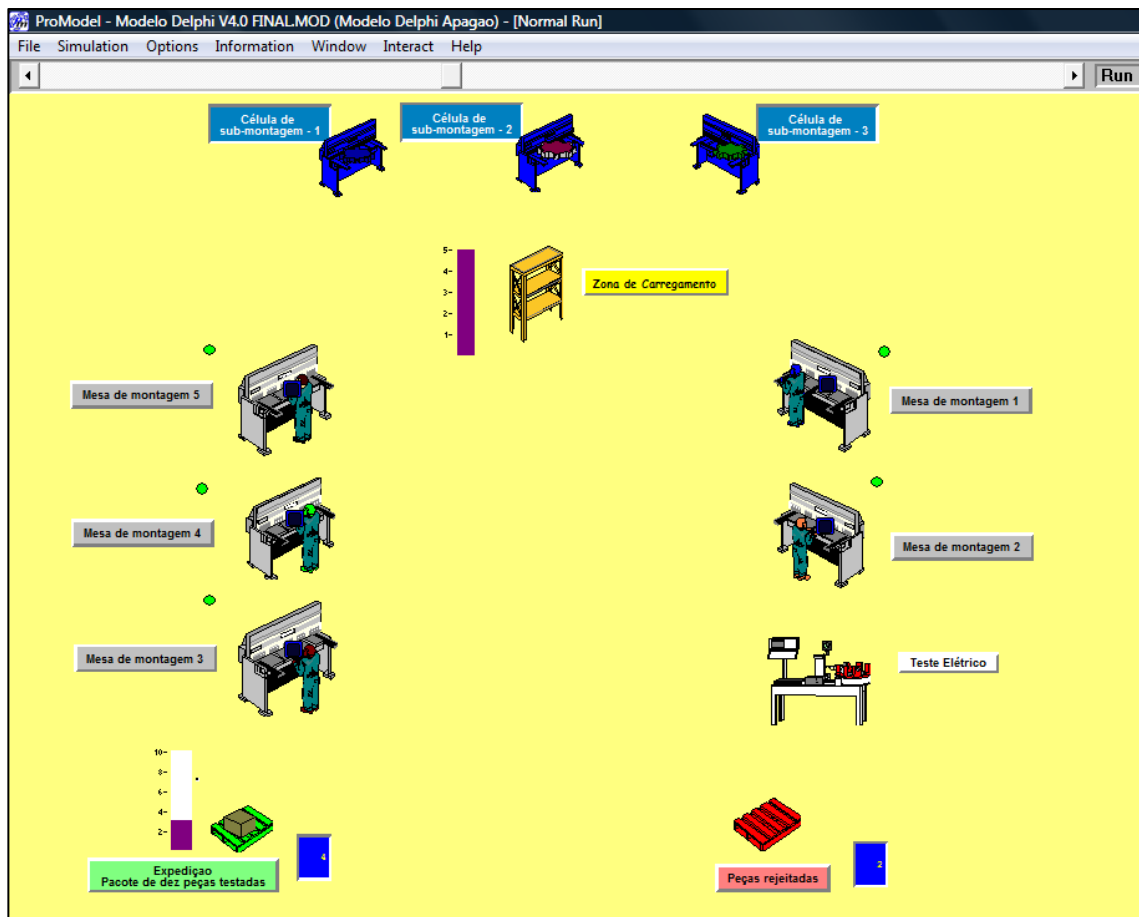 ProModel - Modelo Delphi V4.0 FINAL.MOD (Modelo Delphi Apagao) - [Normal Run]
File Simulation Options Information Window Interact Help
Run
Célula de
sub-montagem - 1
Célula de
sub-montagem - 2
Célula de
sub-montagem - 3
5-
4-
3-
2-
1-
Zona de Carregamento
Mesa de montagem 5
Mesa de montagem 1
Mesa de montagem 4
Mesa de montagem 2
Mesa de montagem 3
Teste Elétrico
10-
8-
6-
4-
2-
4
2
Expediçao
Pacote de dez peças testadas
Peças rejeitadas